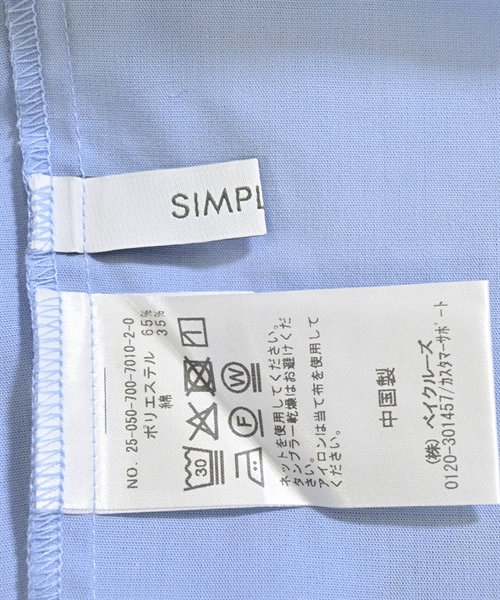 SIMPL
NO. 25-050-700-7010-2-0
ポリエステル 65%
綿 35%
30
F
W
ネットを使用してください。
タンブラー乾燥はお避けくだ
さい。
アイロンは当て布を使用して
ください。
中国製
(株) ベイクルーズ
0120-301457/カスタマーサポート